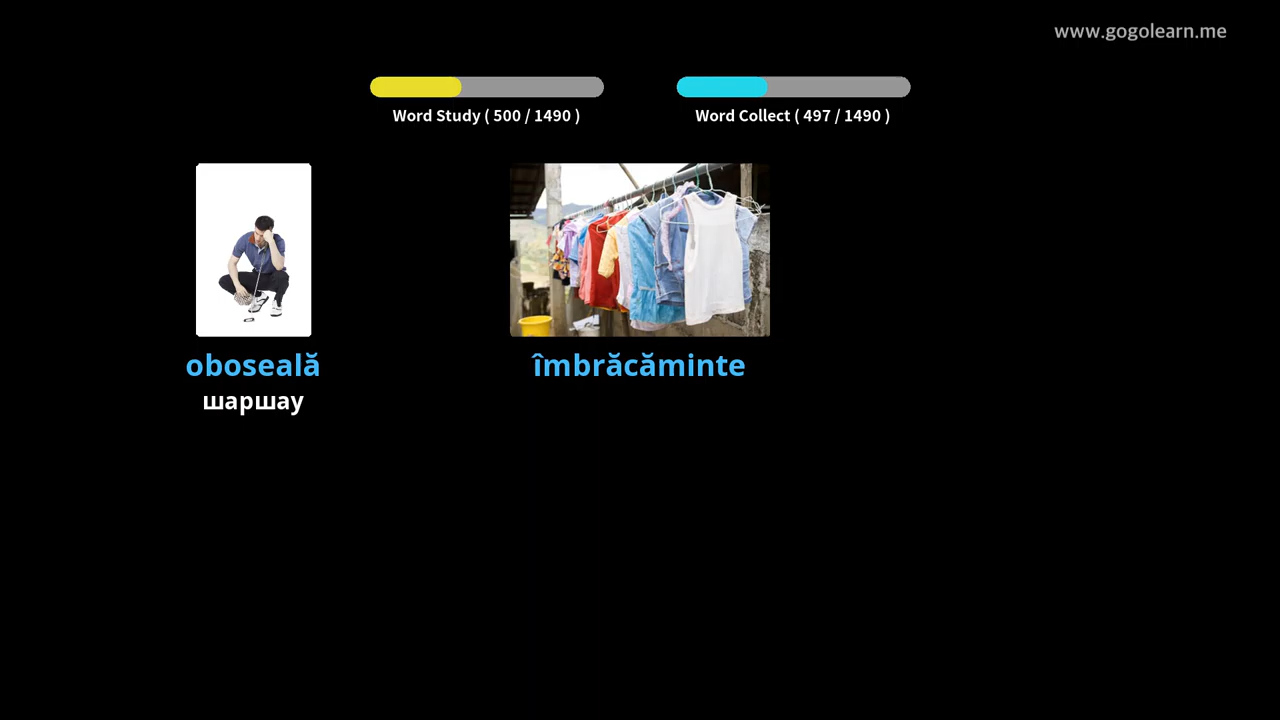 www.gogolearn.me
Word Study ( 500 / 1490 )
Word Collect ( 497 / 1490 )
oboseală
шаршау
îmbrăcăminte